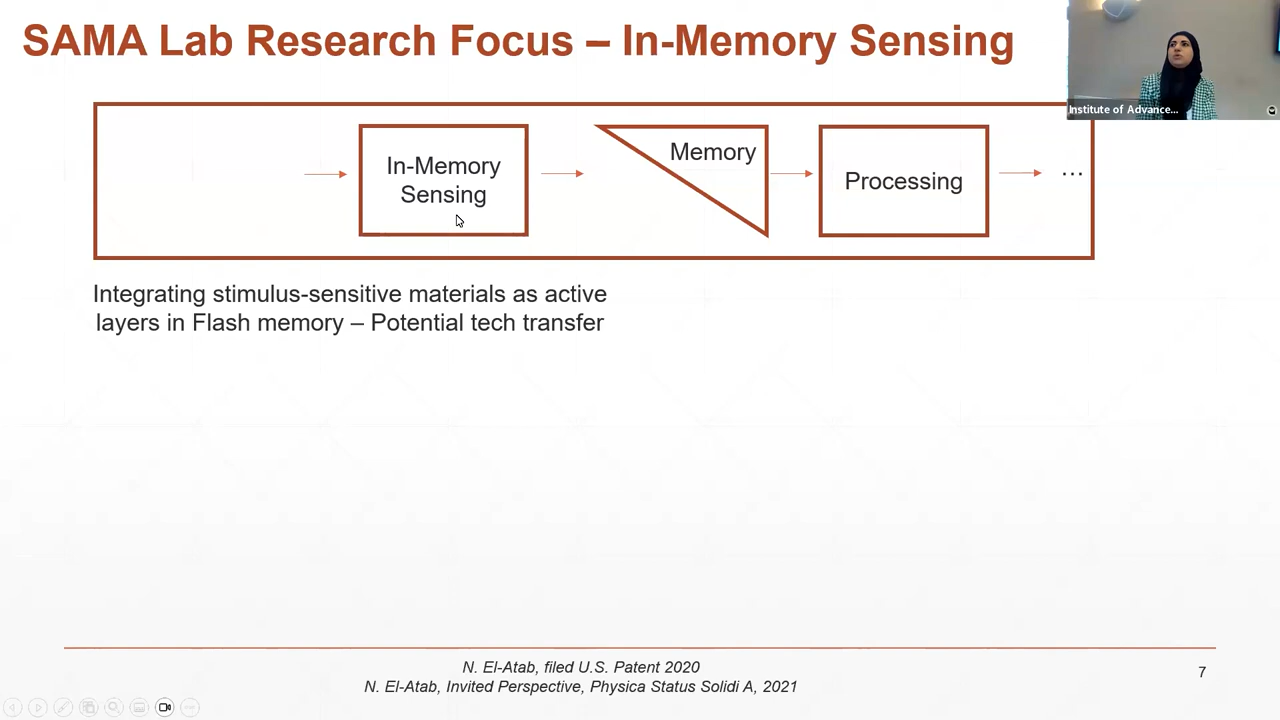 SAMA Lab Research Focus – In-Memory Sensing
Institute of Advance...
In-Memory
Sensing
Memory
Processing
...
Integrating stimulus-sensitive materials as active
layers in Flash memory – Potential tech transfer
N. El-Atab, filed U.S. Patent 2020
N. El-Atab, Invited Perspective, Physica Status Solidi A, 2021
7